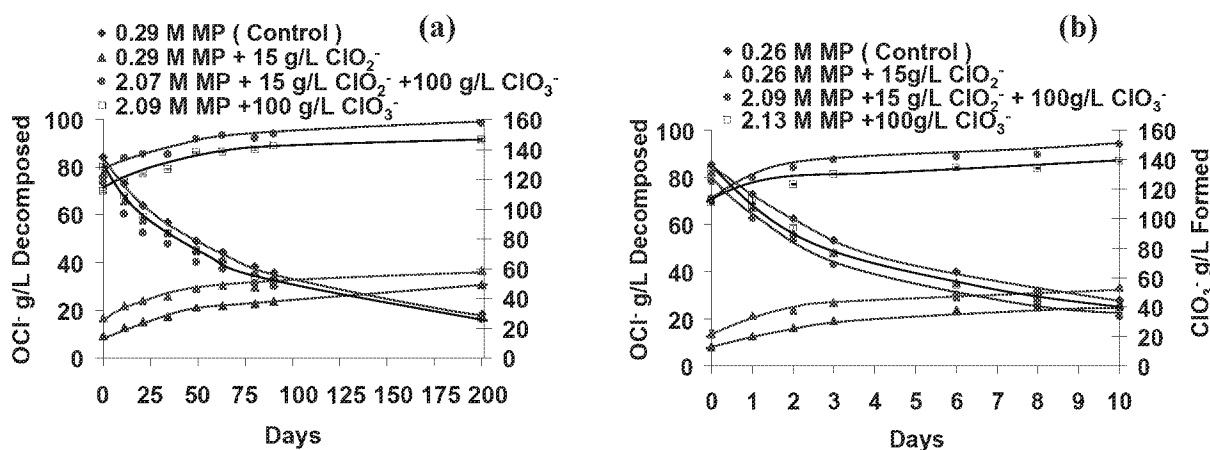 (a)
0.29 M MP ( Control )
0.29 M MP + 15 g/L ClO₂⁻
2.07 M MP + 15 g/L ClO₂⁻ +100 g/L ClO₃⁻
2.09 M MP +100 g/L ClO₃⁻
OCl⁻ g/L Decomposed
100
80
60
40
20
0
160
140
120
100
80
60
40
20
0
0 25 50 75 100 125 150 175 200
Days
(b)
0.26 M MP ( Control )
0.26 M MP + 15g/L ClO₂⁻
2.09 M MP +15 g/L ClO₂⁻ + 100g/L ClO₃⁻
2.13 M MP +100g/L ClO₃⁻
OCl⁻ g/L Decomposed
100
80
60
40
20
0
160
140
120
100
80
60
40
20
0
ClO₃⁻ g/L Formed
0 1 2 3 4 5 6 7 8 9 10
Days